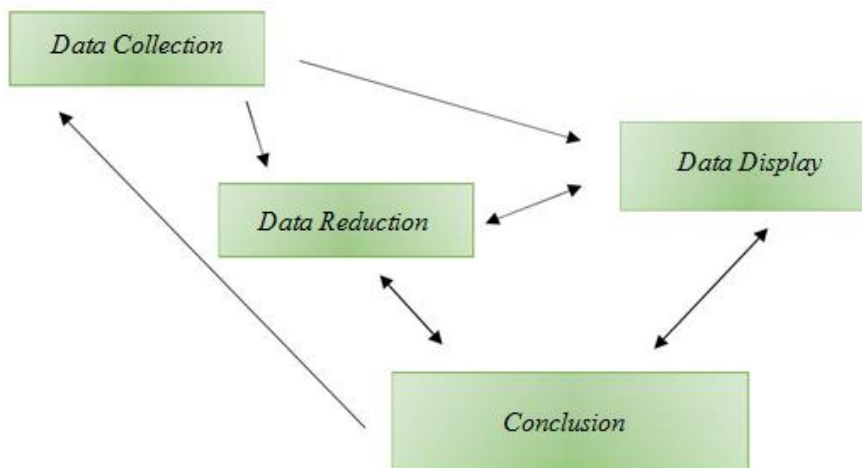 Data Collection
Data Display
Data Reduction
Conclusion